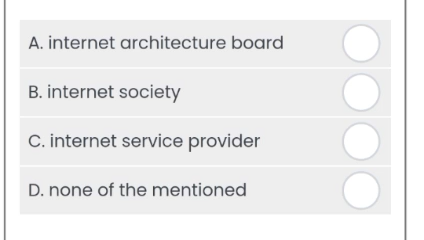 A. internet architecture board
B. internet society
C. internet service provider
D. none of the mentioned